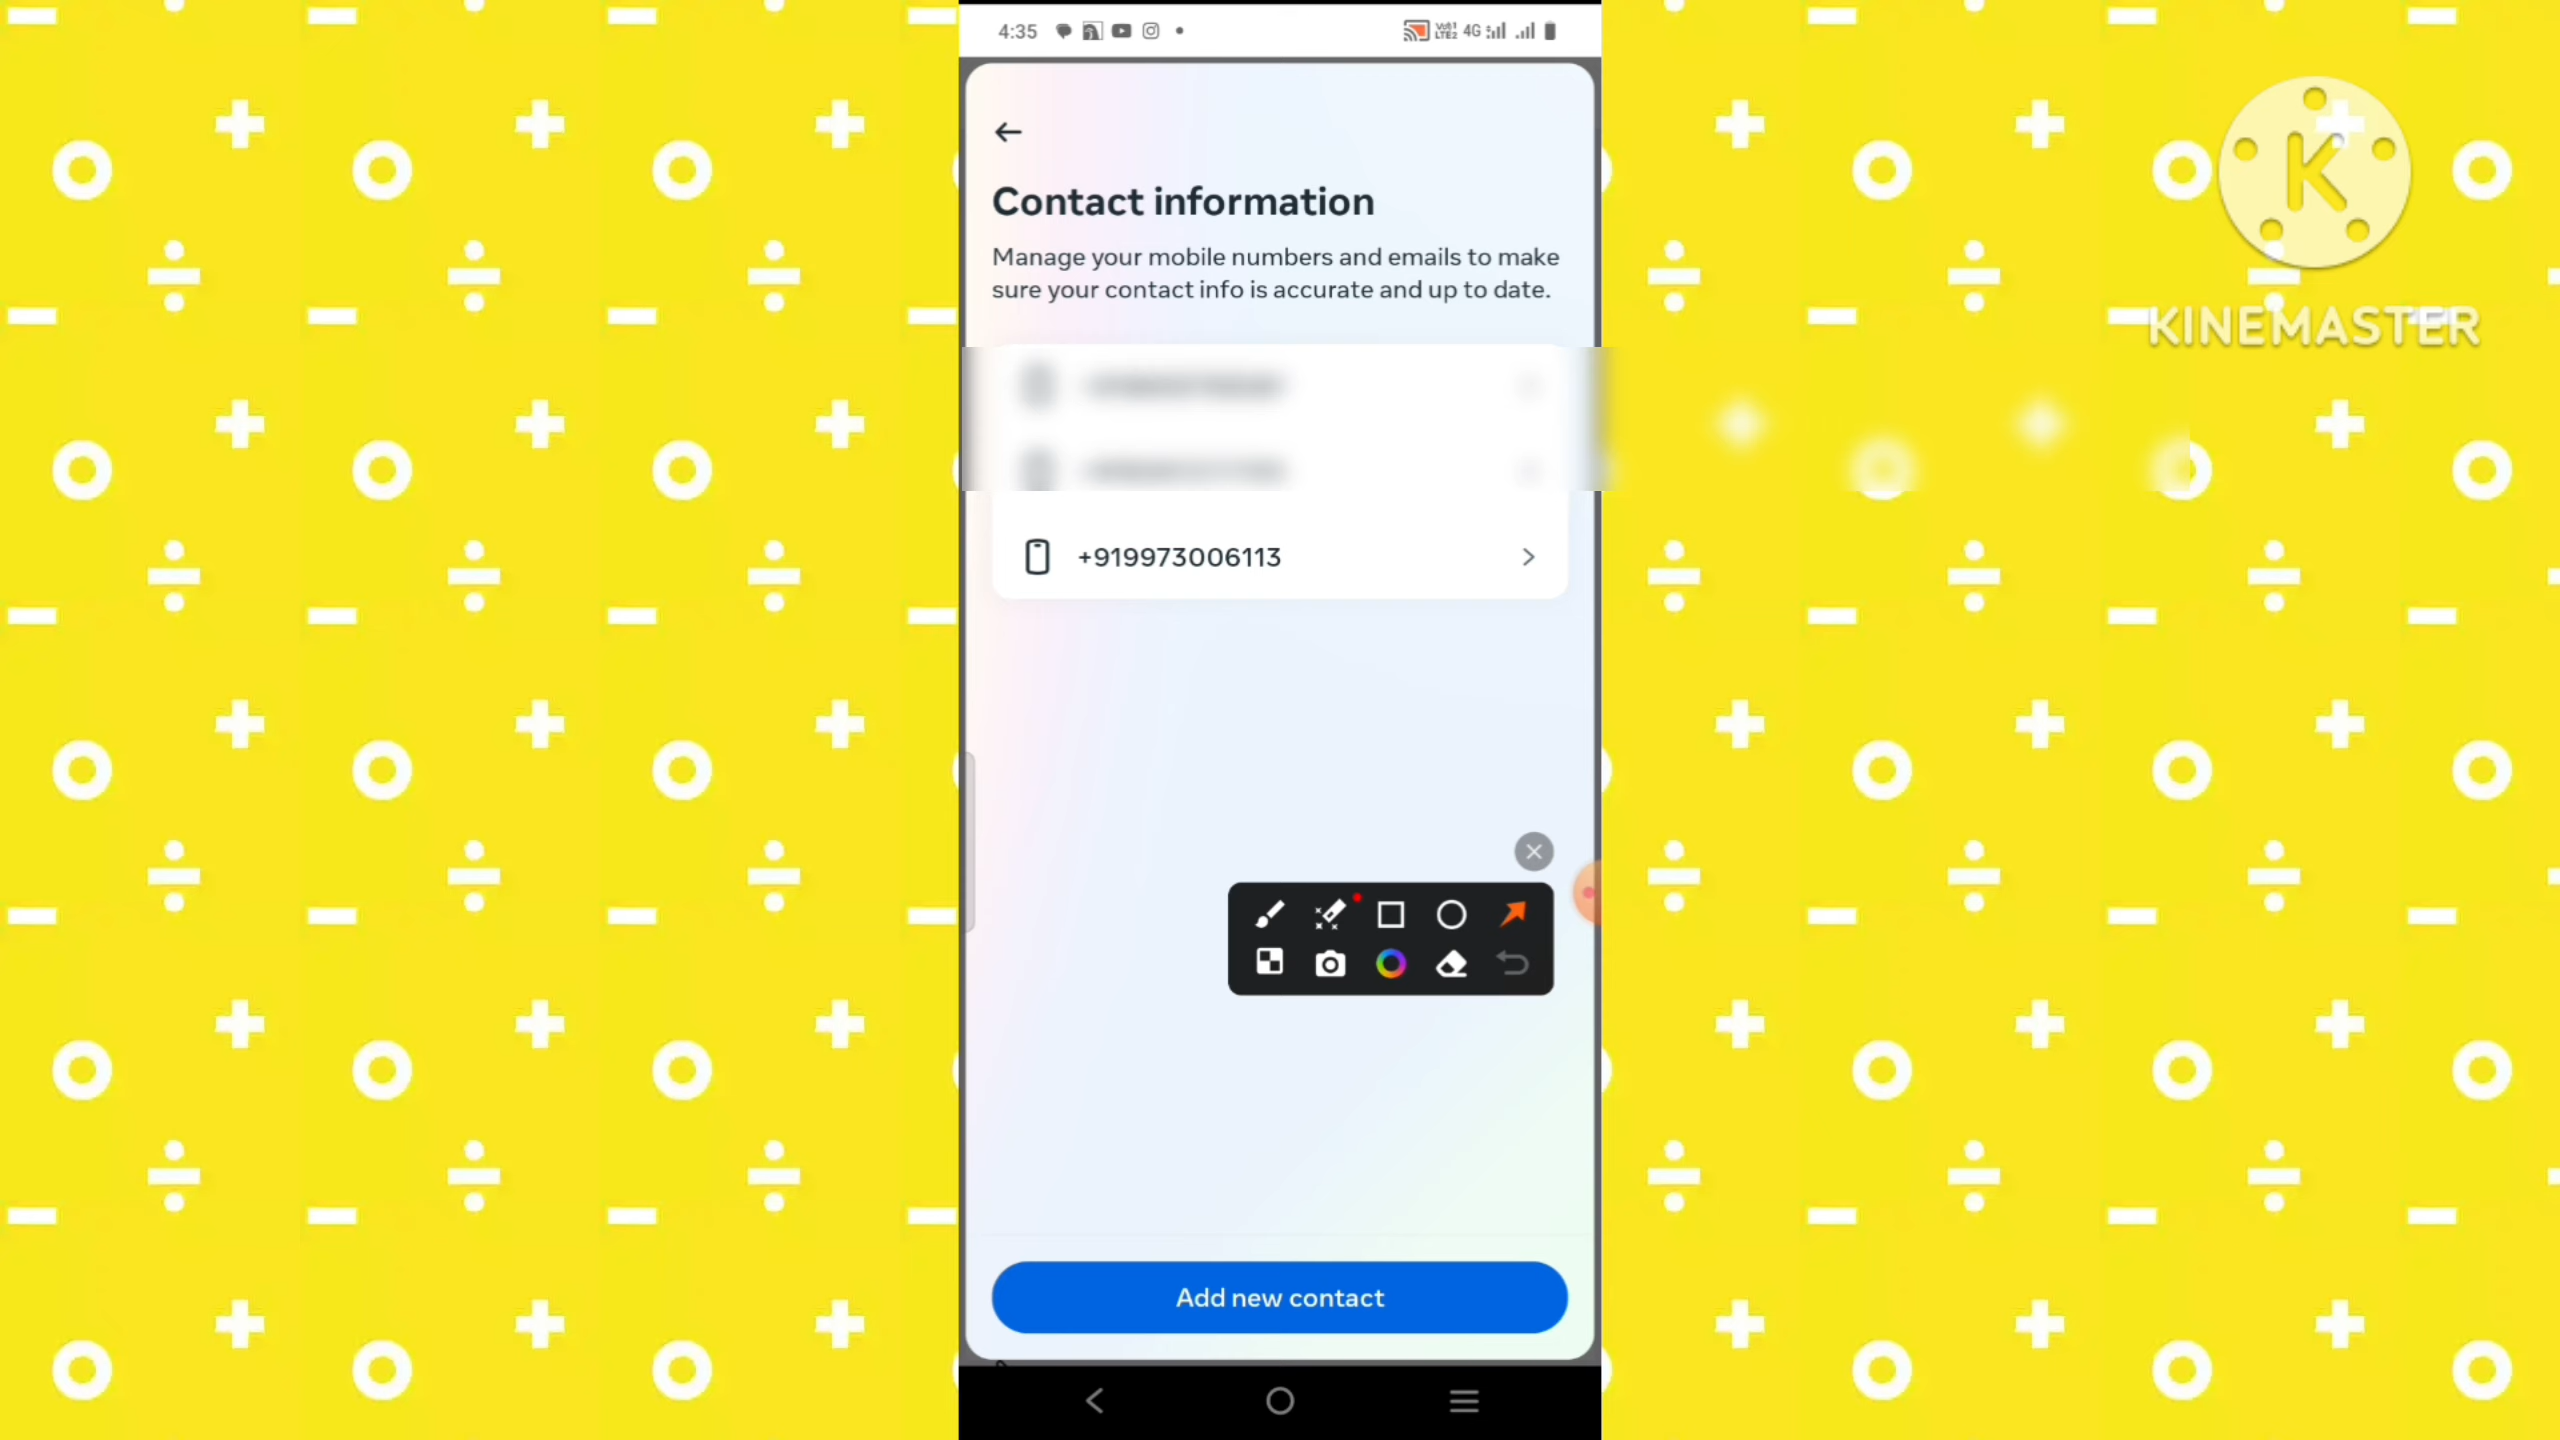 4:35
4G
Contact information
Manage your mobile numbers and emails to make
sure your contact info is accurate and up to date.
+919973006113
Add new contact
K
KINEMASTER